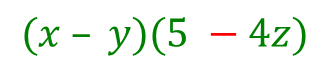 (x − y)(5 − 4z)